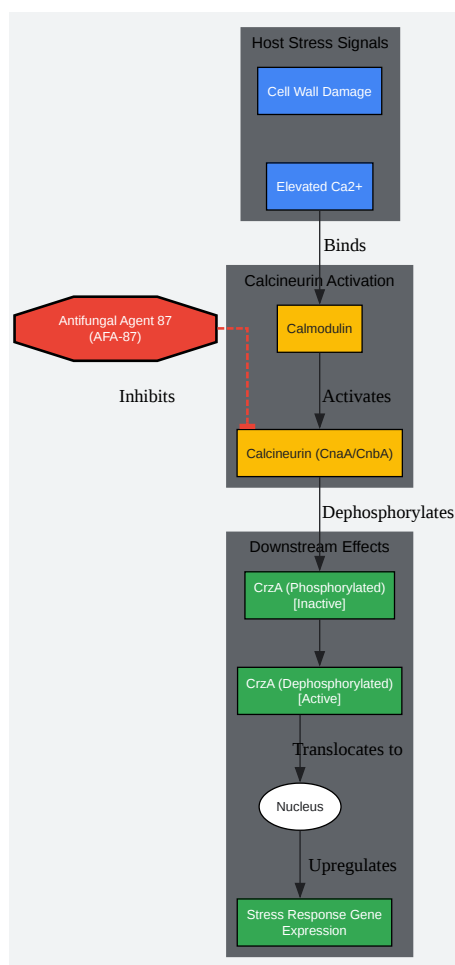 Host Stress Signals
Cell Wall Damage
Elevated Ca2+
Binds
Calcineurin Activation
Antifungal Agent 87
(AFA-87)
Calmodulin
Inhibits
Activates
Calcineurin (CnaA/CnbA)
Dephosphorylates
Downstream Effects
CrzA (Phosphorylated)
[Inactive]
CrzA (Dephosphorylated)
[Active]
Translocates to
Nucleus
Upregulates
Stress Response Gene
Expression